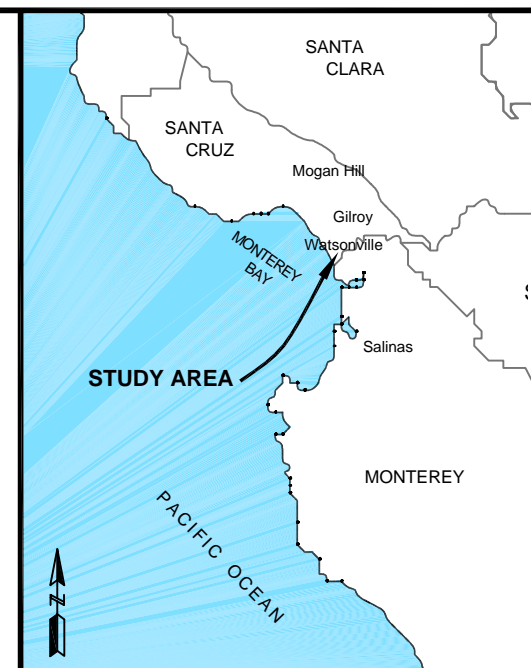 SANTA
CLARA
SANTA
CRUZ
Mogan Hill
Gilroy
MONTEREY
BAY
Watsonville
Salinas
STUDY AREA
MONTEREY
PACIFIC OCEAN
N